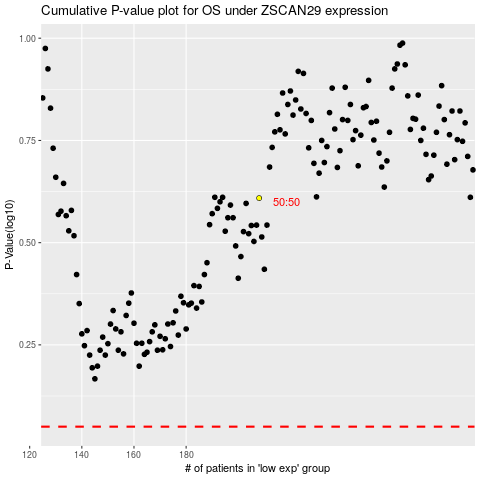 Cumulative P-value plot for OS under ZSCAN29 expression
P-Value(log10)
1.00
0.75
0.50
0.25
50:50
120 140 160 180
# of patients in 'low exp' group